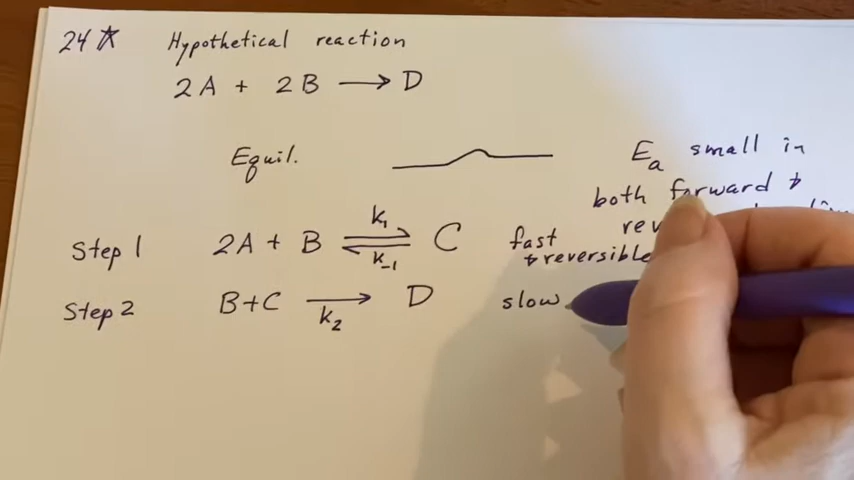 24☆ Hypothetical reaction
2A + 2B ⟶ D
Equil.
Ea small in
both forward &
Step 1 2A + B ⇌ C fast
k1
k-1
& reversible
Step 2 B+C ⟶ D slow
k2